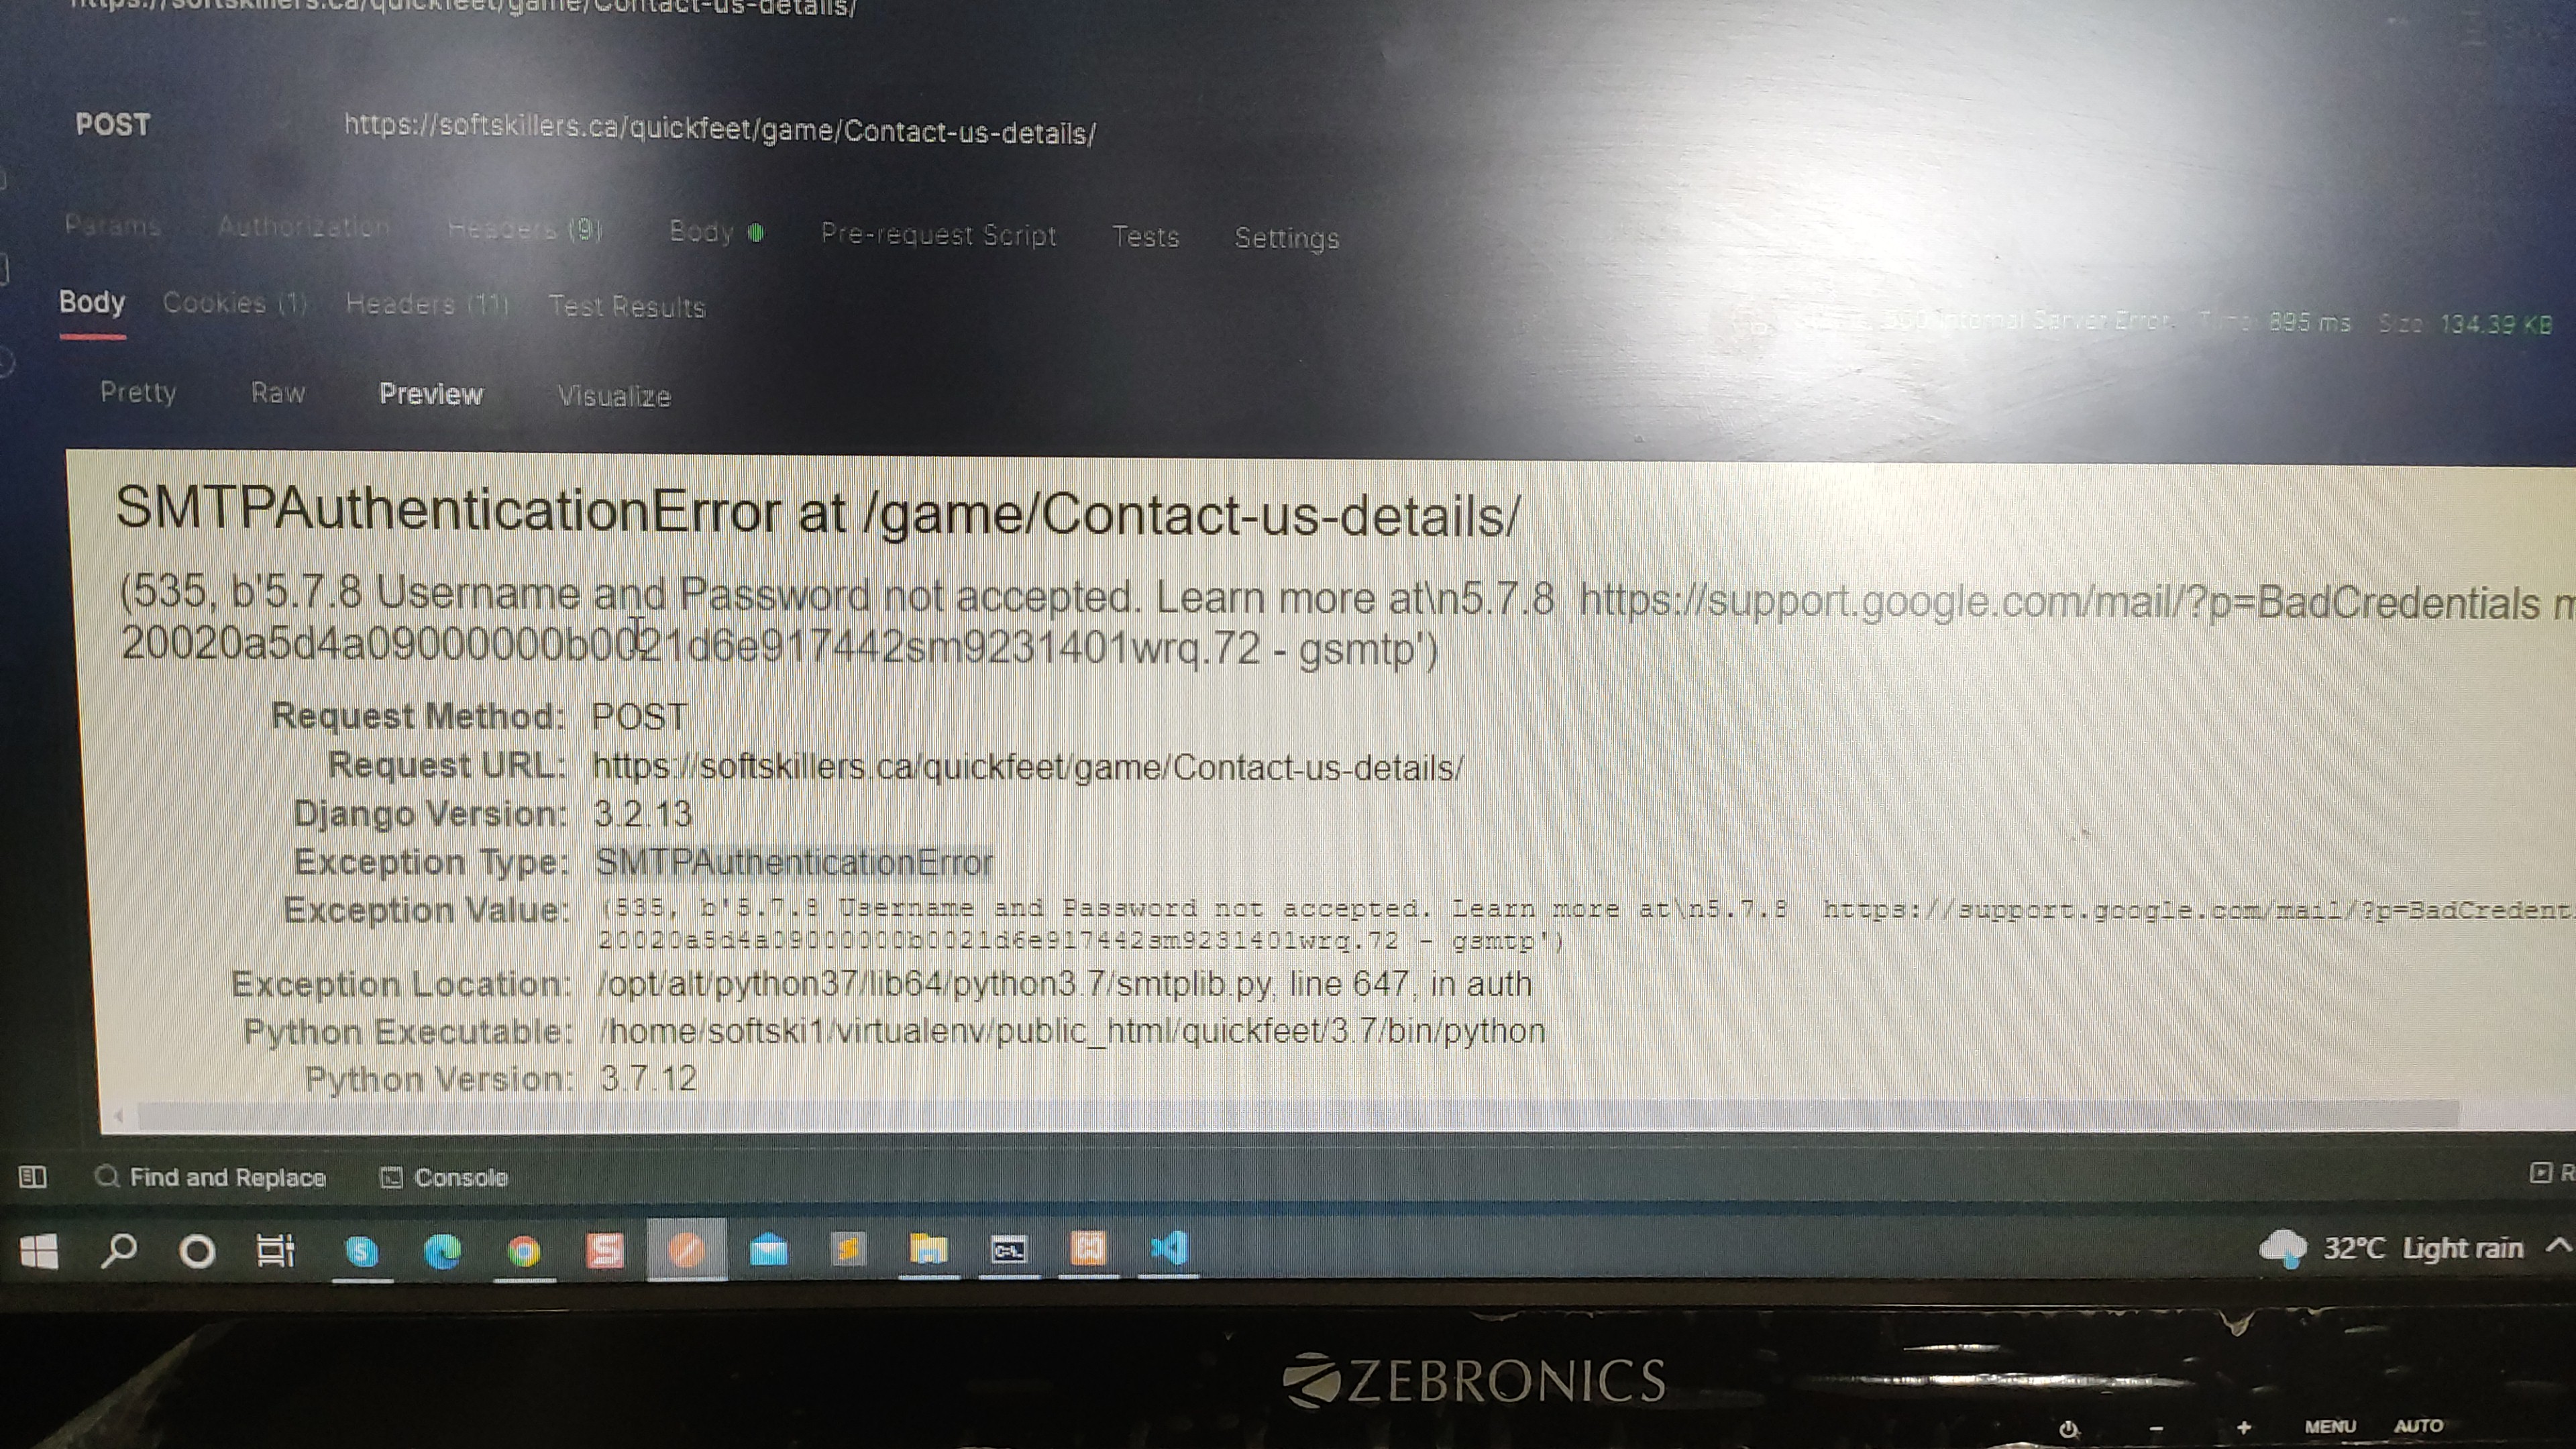 https://softskillers.ca/quickfeet/game/Contact-us-details/
POST https://softskillers.ca/quickfeet/game/Contact-us-details/
Params Authorization Headers (9) Body Pre-request Script Tests Settings
Body Cookies (1) Headers (11) Test Results 500 Internal Server Error Time: 895 ms Size: 134.39 KB
Pretty Raw Preview Visualize
SMTPAuthenticationError at /game/Contact-us-details/
(535, b'5.7.8 Username and Password not accepted. Learn more at\n5.7.8 https://support.google.com/mail/?p=BadCredentials
20020a5d4a09000000b0021d6e917442sm9231401wrq.72 - gsmtp')
Request Method: POST
Request URL: https://softskillers.ca/quickfeet/game/Contact-us-details/
Django Version: 3.2.13
Exception Type: SMTPAuthenticationError
Exception Value: (535, b'5.7.8 Username and Password not accepted. Learn more at\n5.7.8 https://support.google.com/mail/?p=BadCredent
20020a5d4a09000000b0021d6e917442sm9231401wrq.72 - gsmtp')
Exception Location: /opt/alt/python37/lib64/python3.7/smtplib.py, line 647, in auth
Python Executable: /home/softski1/virtualenv/public_html/quickfeet/3.7/bin/python
Python Version: 3.7.12
Find and Replace Console
32°C Light rain
ZEBRONICS
MENU AUTO